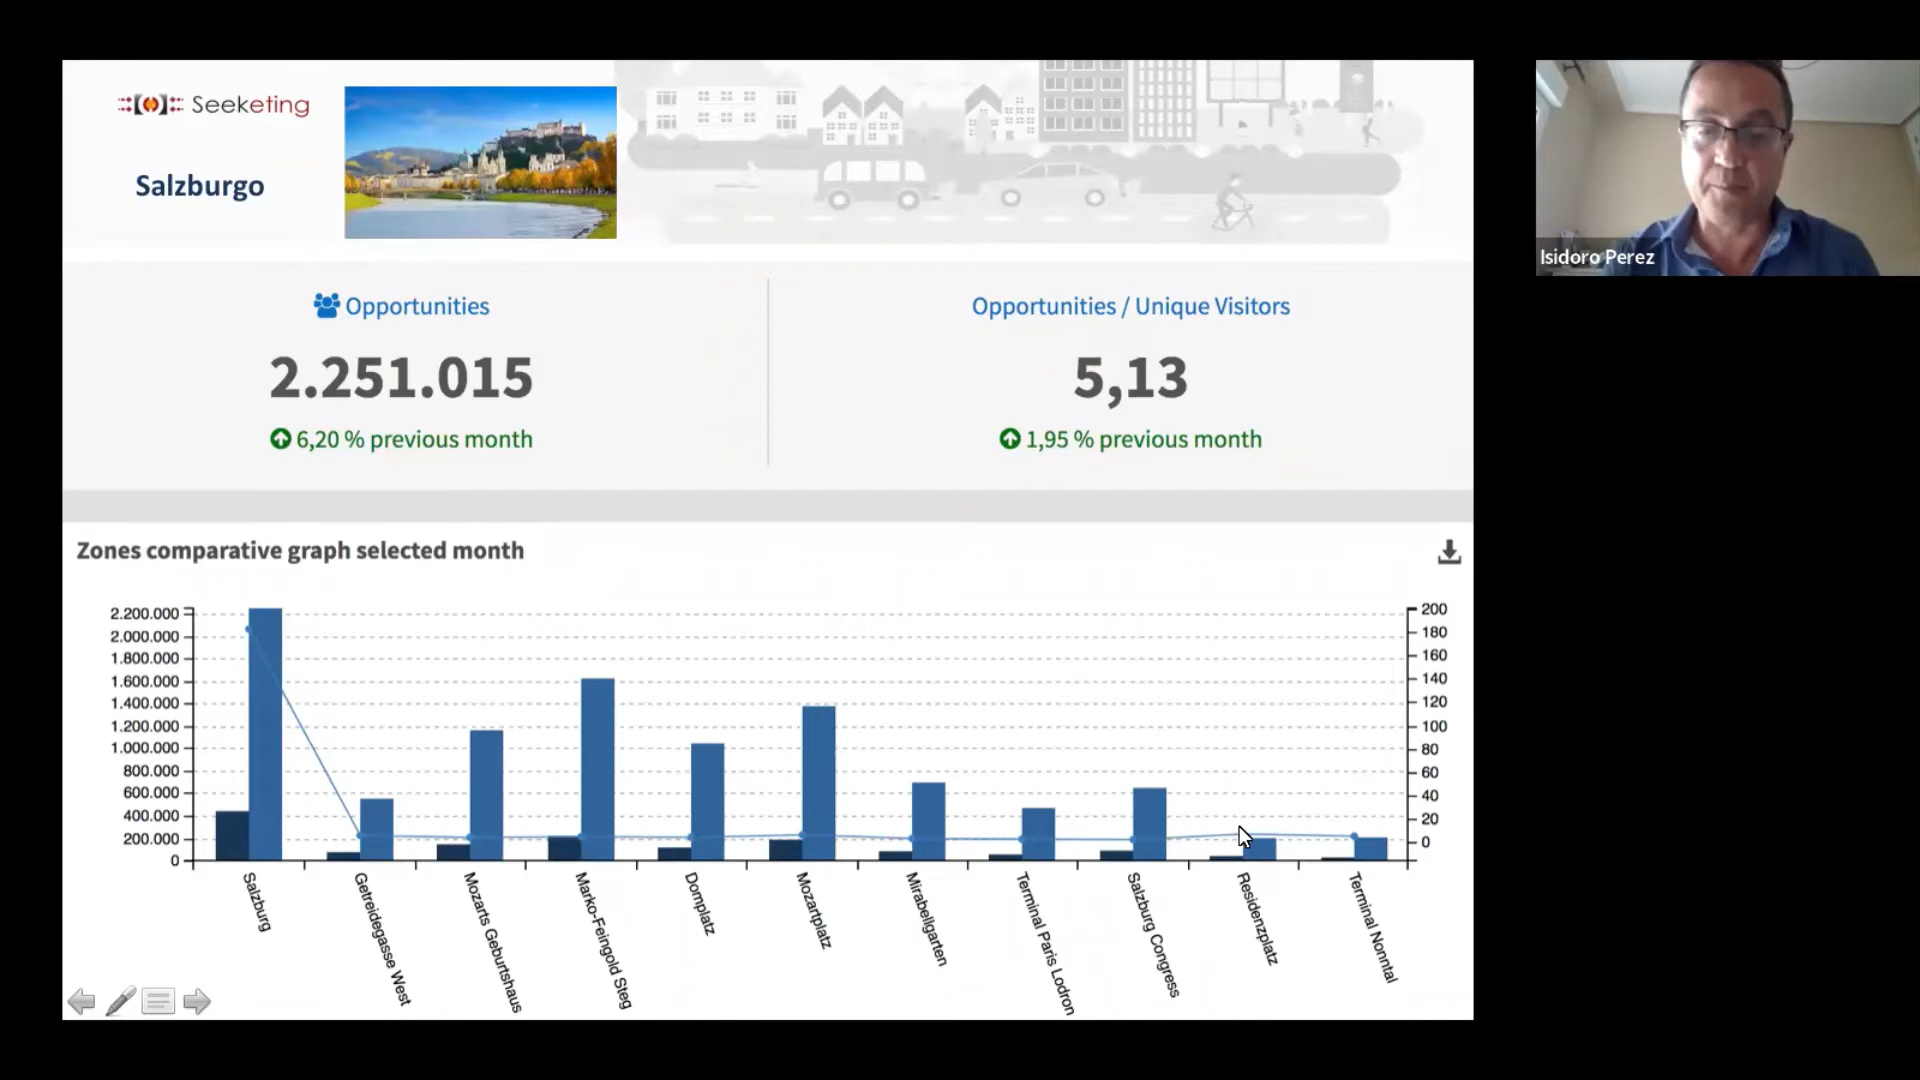 Seeketing
Salzburgo
Opportunities
2.251.015
6,20 % previous month
Opportunities / Unique Visitors
5,13
1,95 % previous month
Zones comparative graph selected month
2.200.000
2.000.000
1.800.000
1.600.000
1.400.000
1.200.000
1.000.000
800.000
600.000
400.000
200.000
0
200
180
160
140
120
100
80
60
40
20
0
Salzburg
Getreidegasse West
Mozarts Geburtshaus
Marko-Feingold Steg
Domplatz
Mozartplatz
Mirabellgarten
Terminal Paris Lodron
Salzburg Congress
Residenzplatz
Terminal Nonntal
Isidoro Perez